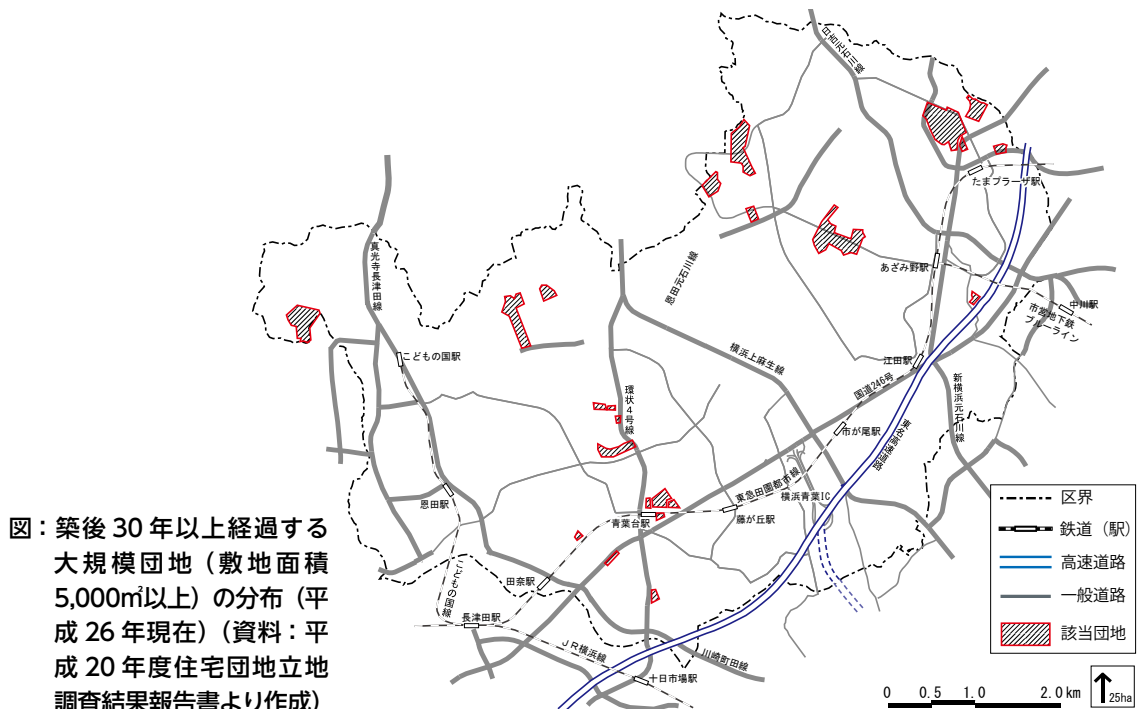 日吉元石川線
たまプラーザ駅
真光寺長津田線
恩田元石川線
あざみ野駅
中川駅
市営地下鉄
ブルーライン
こどもの国駅
横浜上麻生線
江田駅
国道246号
新横浜元石川線
環状4号線
市が尾駅
東名高速道路
東急田園都市線
横浜青葉IC
恩田駅
青葉台駅
藤が丘駅
こどもの国線
田奈駅
長津田駅
JR横浜線
川崎町田線
十日市場駅
区界
鉄道（駅）
高速道路
一般道路
該当団地
0 0.5 1.0 2.0km
25ha
図：築後30年以上経過する
大規模団地（敷地面積
5,000㎡以上）の分布（平
成26年現在）（資料：平
成20年度住宅団地立地
調査結果報告書より作成）